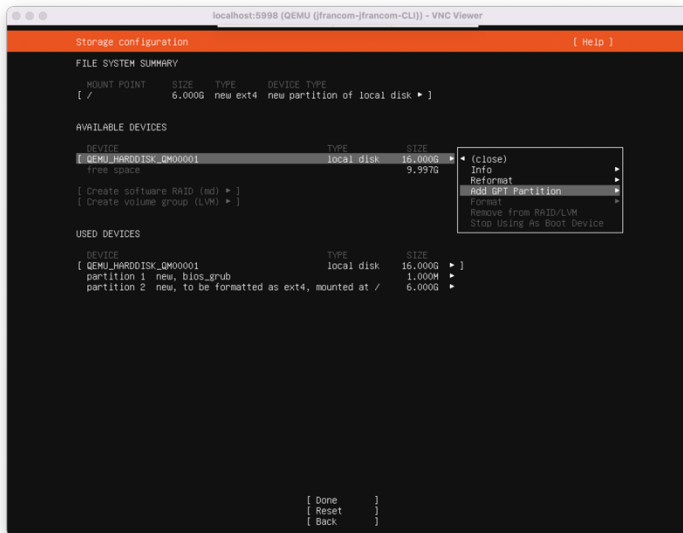 localhost:5998 (QEMU (jfrancom-jfrancom-CLI)) - VNC Viewer
Storage configuration [ Help ]
FILE SYSTEM SUMMARY
MOUNT POINT SIZE TYPE DEVICE TYPE
[ / 6.000G new ext4 new partition of local disk ► ]
AVAILABLE DEVICES
DEVICE TYPE SIZE
[ QEMU_HARDDISK_QM00001 local disk 16.000G ►
free space 9.997G
[ Create software RAID (md) ► ]
[ Create volume group (LVM) ► ]
◄ (close)
Info ►
Reformat ►
Add GPT Partition ►
Format ►
Remove from RAID/LVM
Stop Using As Boot Device
USED DEVICES
DEVICE TYPE SIZE
[ QEMU_HARDDISK_QM00001 local disk 16.000G ► ]
partition 1 new, bios_grub 1.000M ►
partition 2 new, to be formatted as ext4, mounted at / 6.000G ►
[ Done ]
[ Reset ]
[ Back ]